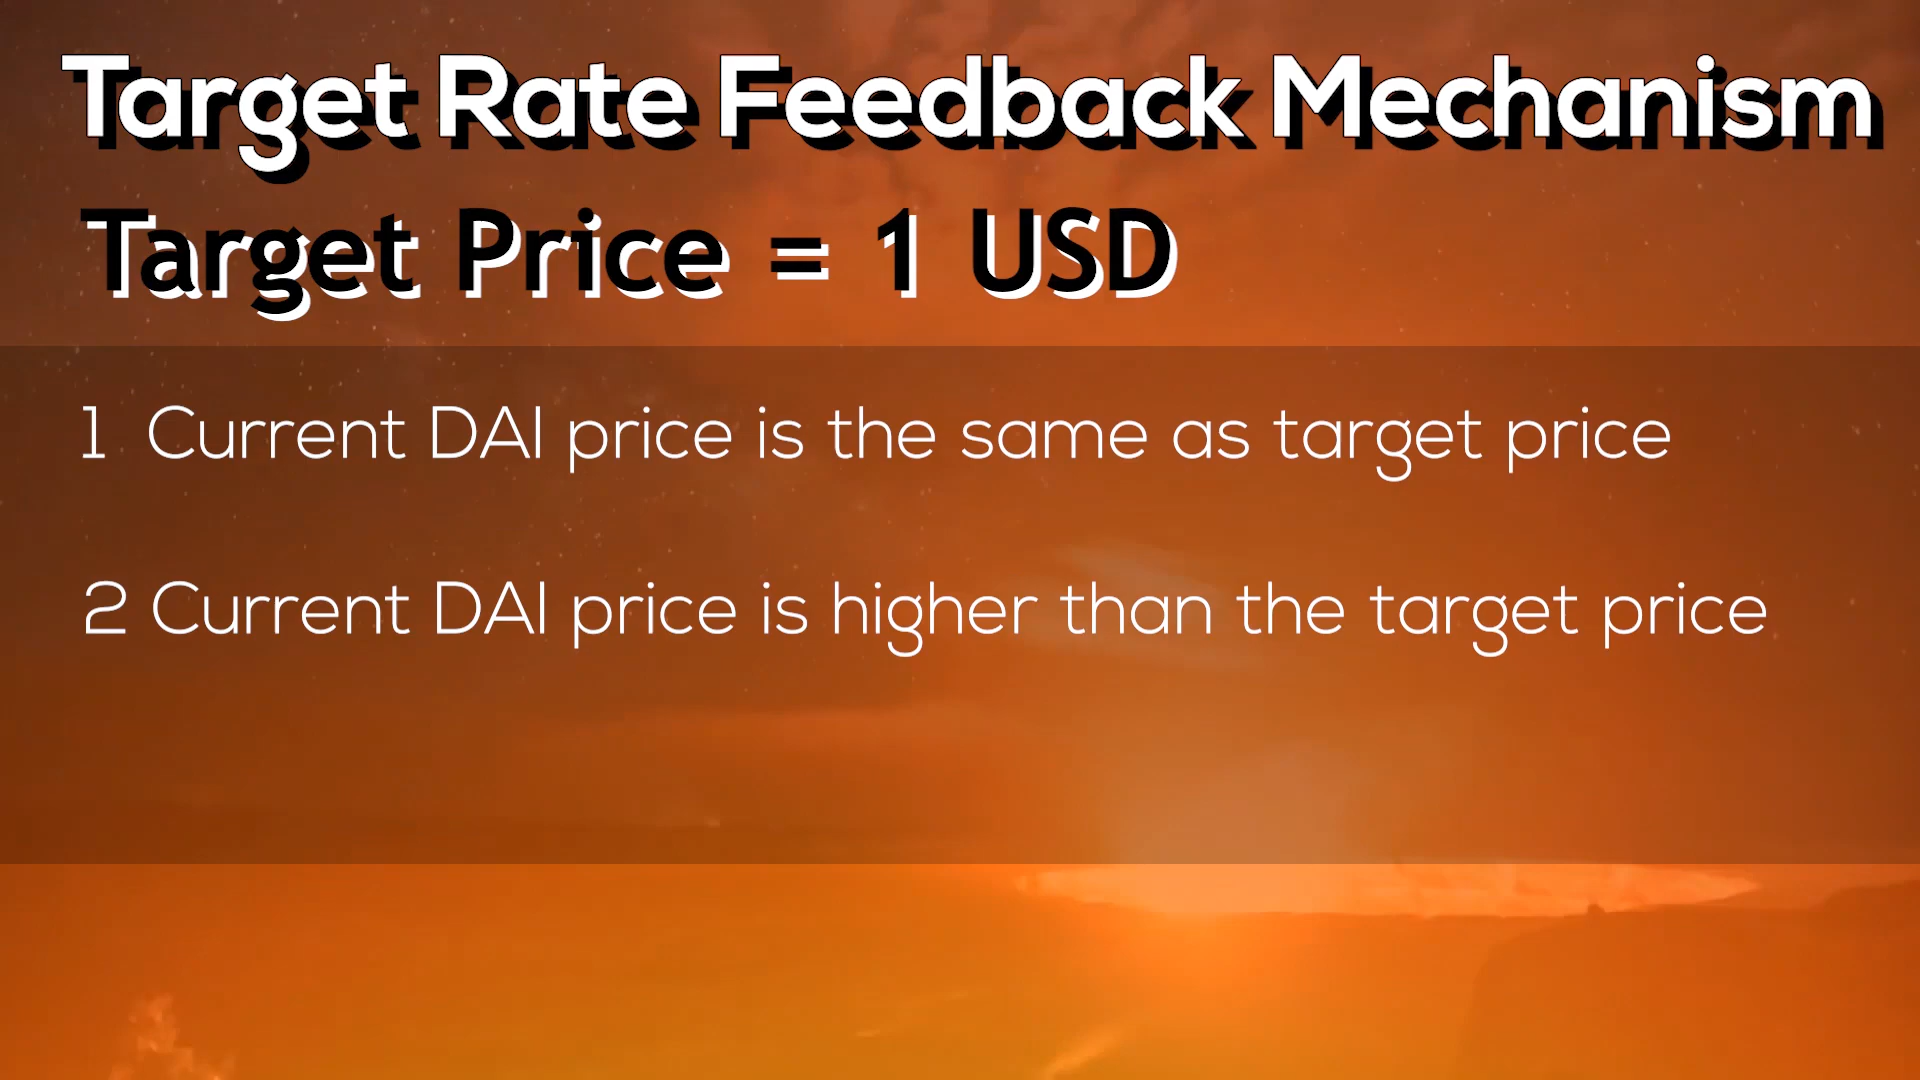 Target Rate Feedback Mechanism
Target Price = 1 USD
1 Current DAI price is the same as target price
2 Current DAI price is higher than the target price